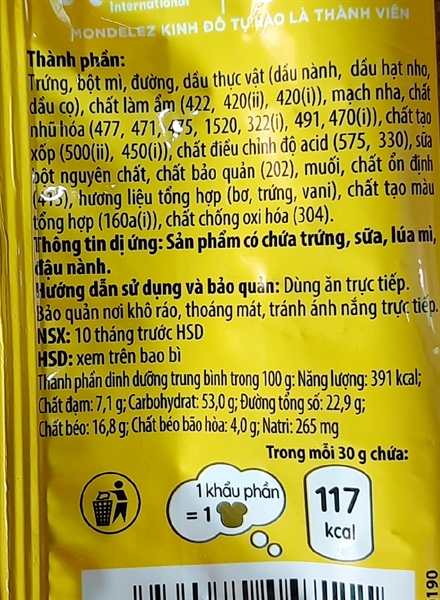 International
MONDELEZ KINH ĐÔ TỰ HÀO LÀ THÀNH VIÊN
Thành phần:
Trứng, bột mì, đường, dầu thực vật (dầu nành, dầu hạt nho,
dầu cọ), chất làm ẩm (422, 420(ii), 420(i)), mạch nha, chất
nhũ hóa (477, 471, 475, 1520, 322(i), 491, 470(i)), chất tạo
xốp (500(ii), 450(i)), chất điều chỉnh độ acid (575, 330), sữa
bột nguyên chất, chất bảo quản (202), muối, chất ổn định
hương liệu tổng hợp (bơ, trứng, vani), chất tạo màu
tổng hợp (160a(i)), chất chống oxi hóa (304).
Thông tin dị ứng: Sản phẩm có chứa trứng, sữa, lúa mì,
đậu nành.
Hướng dẫn sử dụng và bảo quản: Dùng ăn trực tiếp.
Bảo quản nơi khô ráo, thoáng mát, tránh ánh nắng trực tiếp.
NSX: 10 tháng trước HSD
HSD: xem trên bao bì
Thành phần dinh dưỡng trung bình trong 100 g: Năng lượng: 391 kcal;
Chất đạm: 7,1 g; Carbohydrat: 53,0 g; Đường tổng số: 22,9 g;
Chất béo: 16,8 g; Chất béo bão hòa: 4,0 g; Natri: 265 mg
Trong mỗi 30 g chứa:
1 khẩu phần
= 1
117
kcal
190